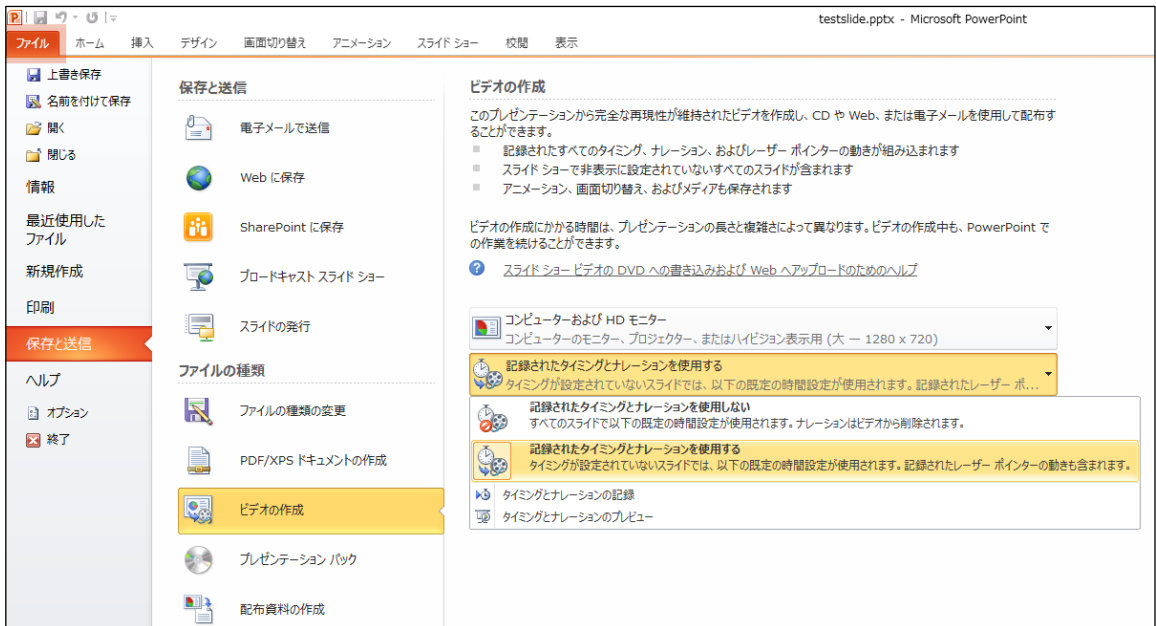 testslide.pptx - Microsoft PowerPoint
ファイル ホーム 挿入 デザイン 画面切り替え アニメーション スライド ショー 校閲 表示
上書き保存
名前を付けて保存
開く
閉じる
情報
最近使用した
ファイル
新規作成
印刷
保存と送信
ヘルプ
オプション
終了
保存と送信
電子メールで送信
Web に保存
SharePoint に保存
ブロードキャスト スライド ショー
スライドの発行
ファイルの種類
ファイルの種類の変更
PDF/XPS ドキュメントの作成
ビデオの作成
プレゼンテーション パック
配布資料の作成
ビデオの作成
このプレゼンテーションから完全な再現性が維持されたビデオを作成し、CD や Web、または電子メールを使用して配布す
ることができます。
記録されたすべてのタイミング、ナレーション、およびレーザー ポインターの動きが組み込まれます
スライド ショーで非表示に設定されていないすべてのスライドが含まれます
アニメーション、画面切り替え、およびメディアも保存されます
ビデオの作成にかかる時間は、プレゼンテーションの長さと複雑さによって異なります。ビデオの作成中も、PowerPoint で
の作業を続けることができます。
スライド ショー ビデオの DVD への書き込みおよび Web へアップロードのためのヘルプ
コンピューターおよび HD モニター
コンピューターのモニター、プロジェクター、またはハイビジョン表示用 (大 — 1280 x 720)
記録されたタイミングとナレーションを使用する
タイミングが設定されていないスライドでは、以下の既定の時間設定が使用されます。記録されたレーザー ポ...
記録されたタイミングとナレーションを使用しない
すべてのスライドで以下の既定の時間設定が使用されます。ナレーションはビデオから削除されます。
記録されたタイミングとナレーションを使用する
タイミングが設定されていないスライドでは、以下の既定の時間設定が使用されます。記録されたレーザー ポインターの動きも含まれます。
タイミングとナレーションの記録
タイミングとナレーションのプレビュー